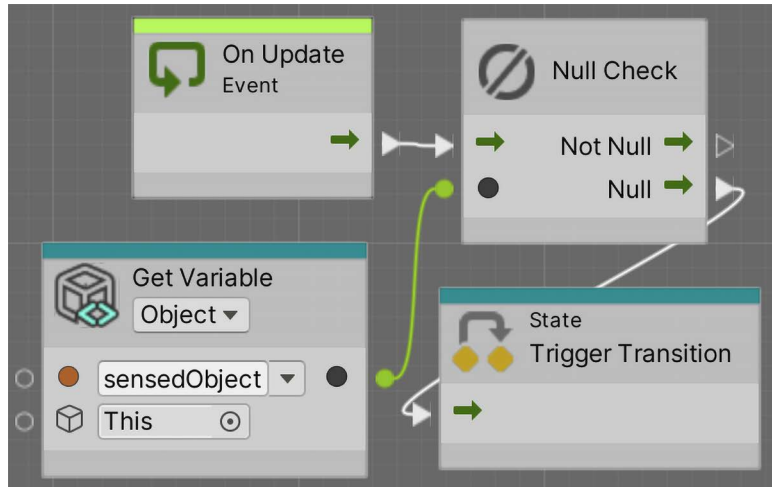 On Update
Event
Null Check
Not Null
Null
Get Variable
Object
sensedObject
This
State
Trigger Transition